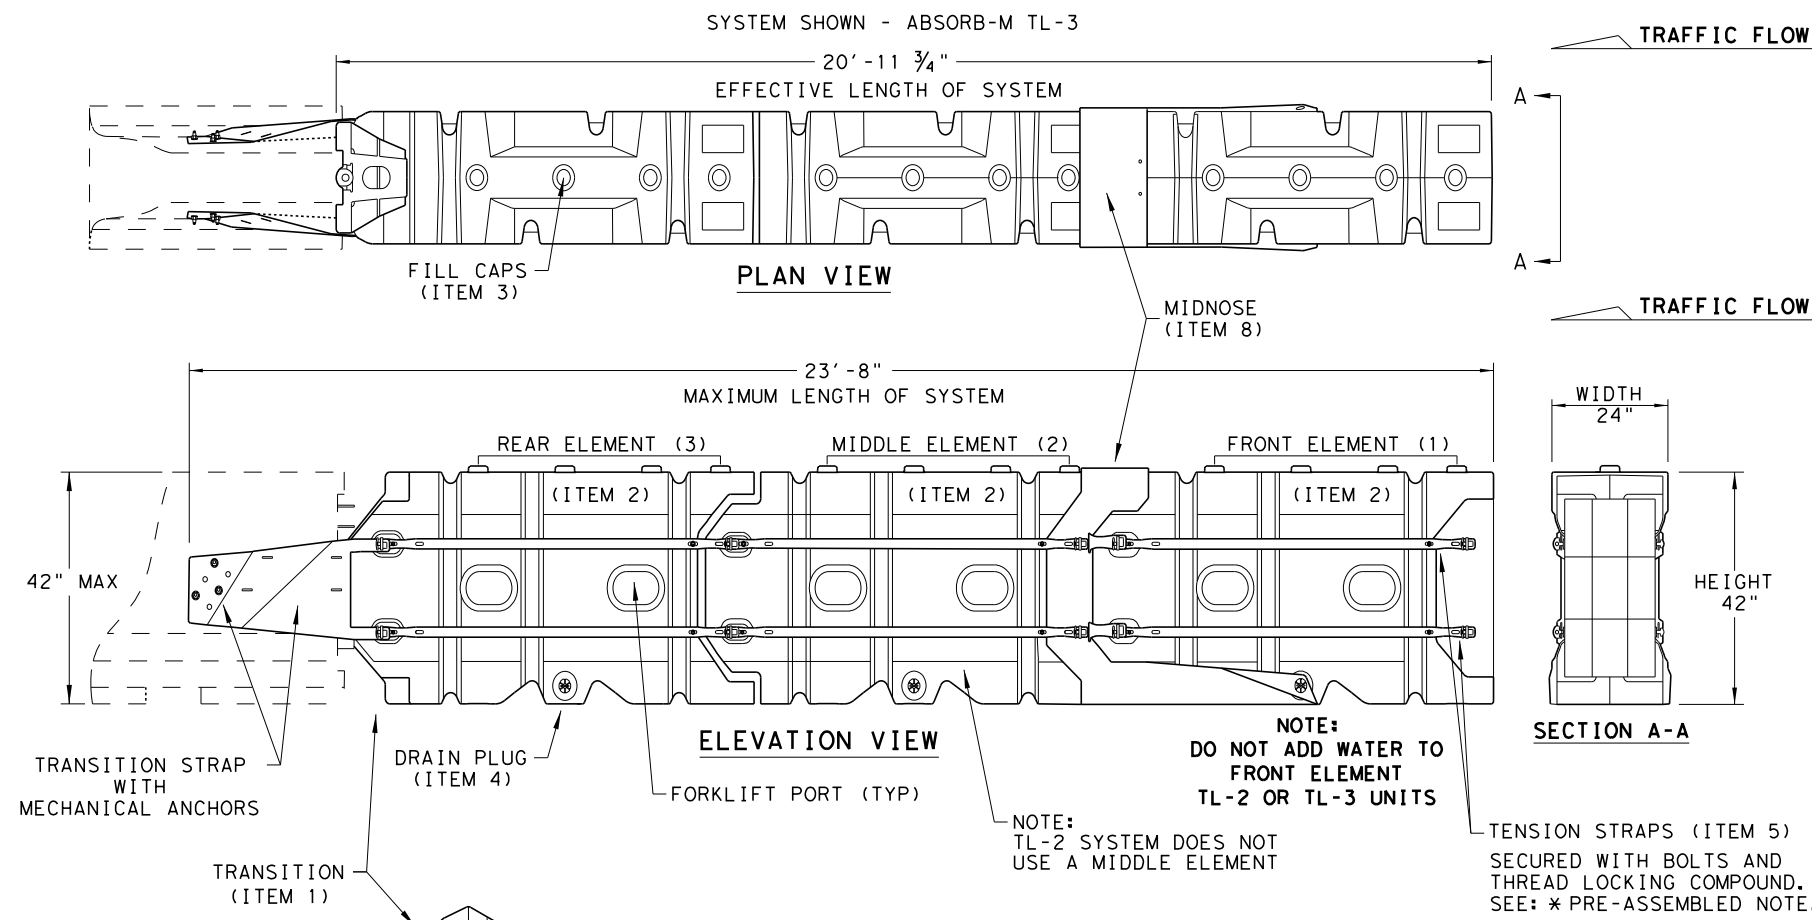 SYSTEM SHOWN - ABSORB-M TL-3
TRAFFIC FLOW
20'-11 3/4"
EFFECTIVE LENGTH OF SYSTEM
A
A
FILL CAPS
(ITEM 3)
PLAN VIEW
MIDNOSE
(ITEM 8)
TRAFFIC FLOW
23'-8"
MAXIMUM LENGTH OF SYSTEM
WIDTH
24"
REAR ELEMENT (3)
MIDDLE ELEMENT (2)
FRONT ELEMENT (1)
(ITEM 2)
(ITEM 2)
(ITEM 2)
42" MAX
HEIGHT
42"
SECTION A-A
ELEVATION VIEW
NOTE:
DO NOT ADD WATER TO
FRONT ELEMENT
TL-2 OR TL-3 UNITS
TRANSITION STRAP
WITH
MECHANICAL ANCHORS
DRAIN PLUG
(ITEM 4)
FORKLIFT PORT (TYP)
NOTE:
TL-2 SYSTEM DOES NOT
USE A MIDDLE ELEMENT
TENSION STRAPS (ITEM 5)
SECURED WITH BOLTS AND
THREAD LOCKING COMPOUND.
SEE: * PRE-ASSEMBLED NOTE.
TRANSITION
(ITEM 1)